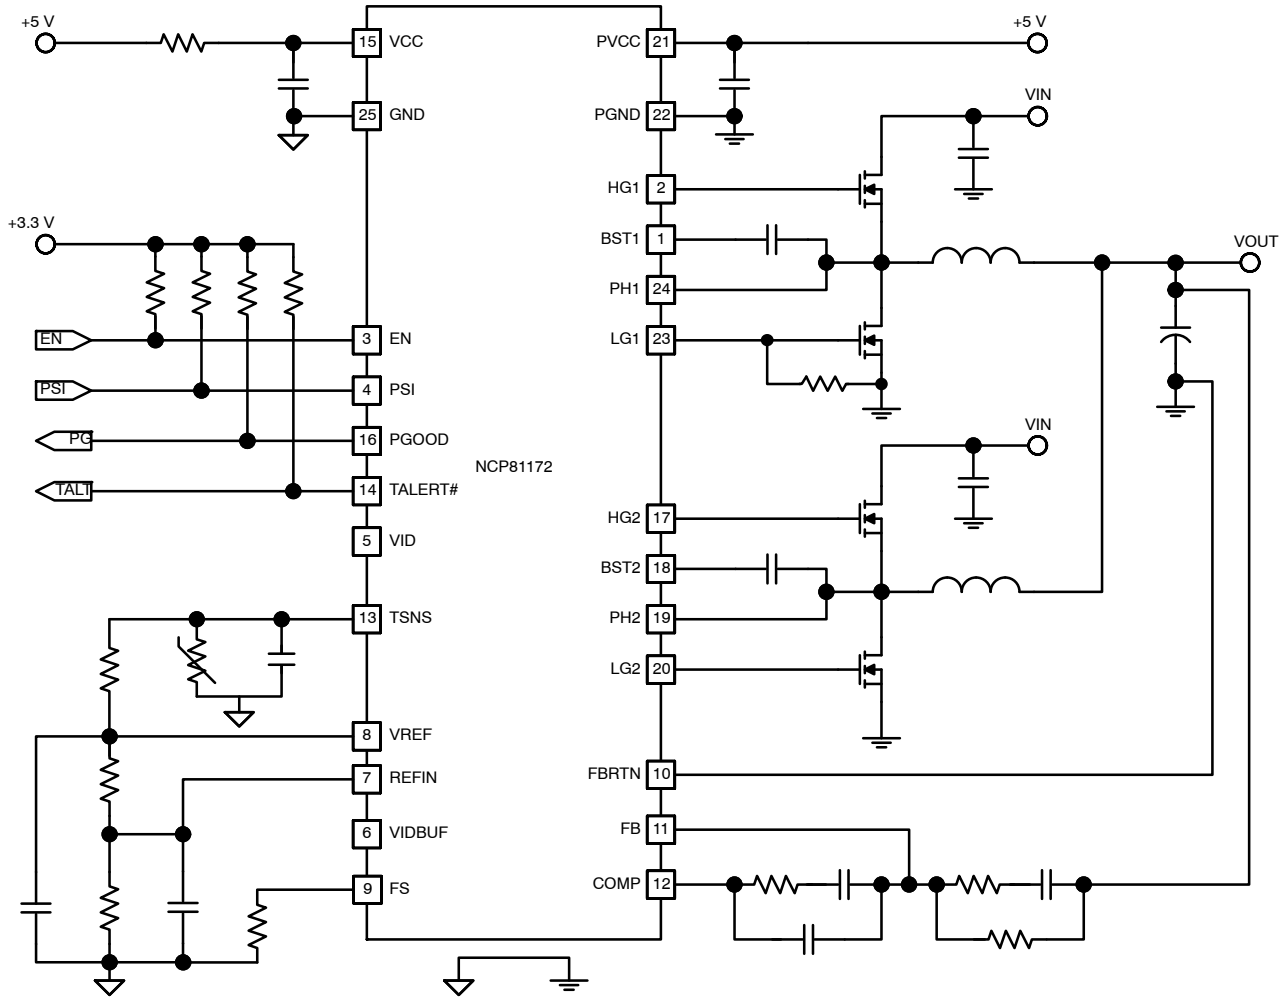 +5 V
15 VCC
PVCC 21
+5 V
25 GND
PGND 22
VIN
HG1 2
+3.3 V
BST1 1
VOUT
PH1 24
EN
3 EN
LG1 23
PSI
4 PSI
PG
16 PGOOD
VIN
NCP81172
TALT
14 TALERT#
HG2 17
5 VID
BST2 18
13 TSNS
PH2 19
LG2 20
8 VREF
7 REFIN
FBRTN 10
6 VIDBUF
FB 11
9 FS
COMP 12